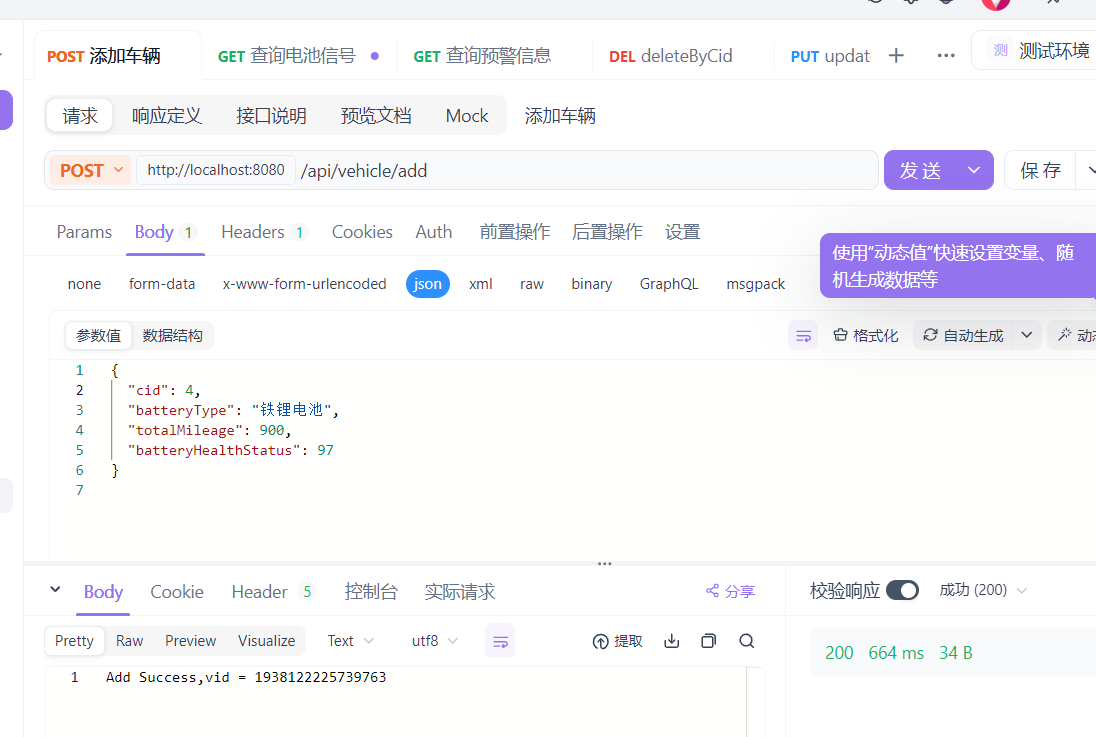 POST 添加车辆 GET 查询电池信号 GET 查询预警信息 DEL deleteByCid PUT updat 测 测试环境
请求 响应定义 接口说明 预览文档 Mock 添加车辆
POST http://localhost:8080 /api/vehicle/add 发 送 保 存
Params Body 1 Headers 1 Cookies Auth 前置操作 后置操作 设置
使用“动态值”快速设置变量、随
机生成数据等
none form-data x-www-form-urlencoded json xml raw binary GraphQL msgpack
参数值 数据结构 格式化 自动生成 动态
1 {
2 "cid": 4,
3 "batteryType": "铁锂电池",
4 "totalMileage": 900,
5 "batteryHealthStatus": 97
6 }
7
Body Cookie Header 5 控制台 实际请求 分享 校验响应 成功 (200)
Pretty Raw Preview Visualize Text utf8 提取
200 664 ms 34 B
1 Add Success,vid = 1938122225739763